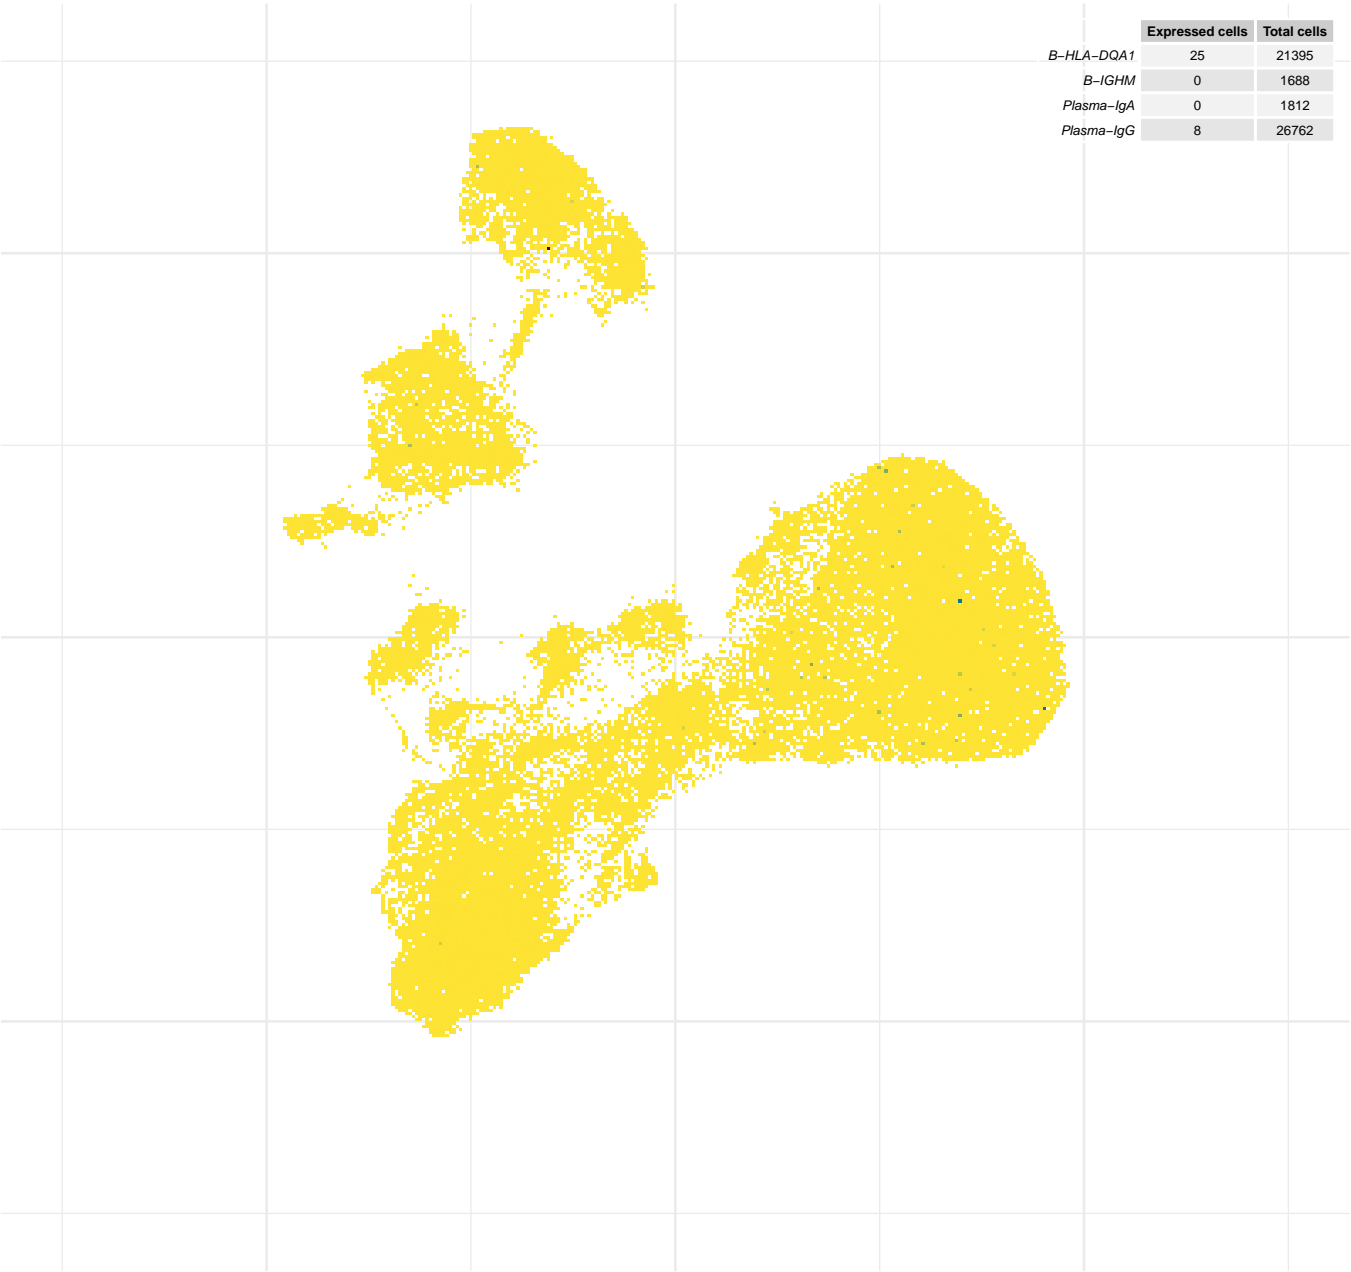 Expressed cells Total cells
B−HLA−DQA1 25 21395
B−IGHM 0 1688
Plasma−IgA 0 1812
Plasma−IgG 8 26762